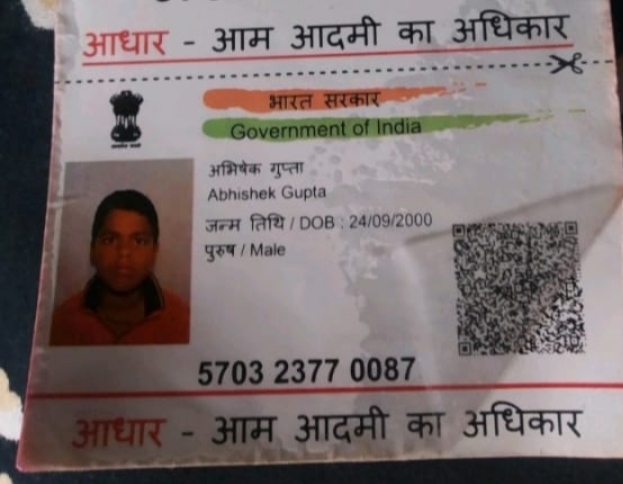 आधार - आम आदमी का अधिकार
भारत सरकार
Government of India
अभिषेक गुप्ता
Abhishek Gupta
जन्म तिथि / DOB : 24/09/2000
पुरुष / Male
5703 2377 0087
आधार - आम आदमी का अधिकार